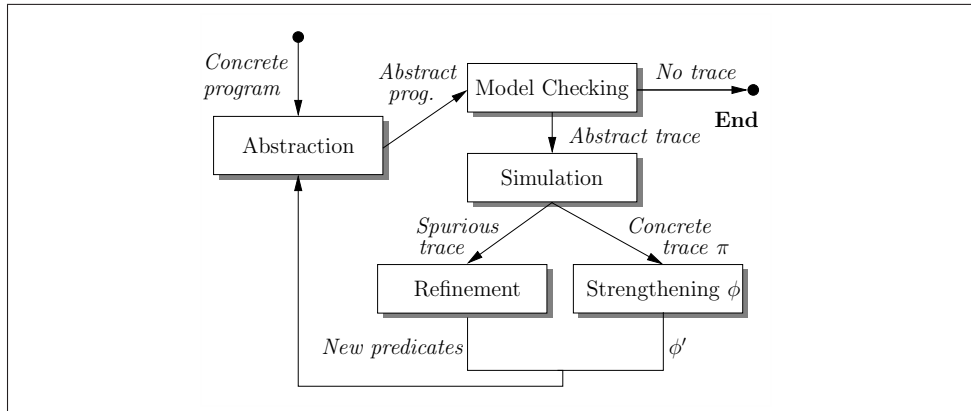 Concrete
program
Abstraction
Abstract
prog.
Model Checking
No trace
End
Abstract trace
Simulation
Spurious
trace
Concrete
trace π
Refinement
Strengthening ϕ
New predicates
ϕ′